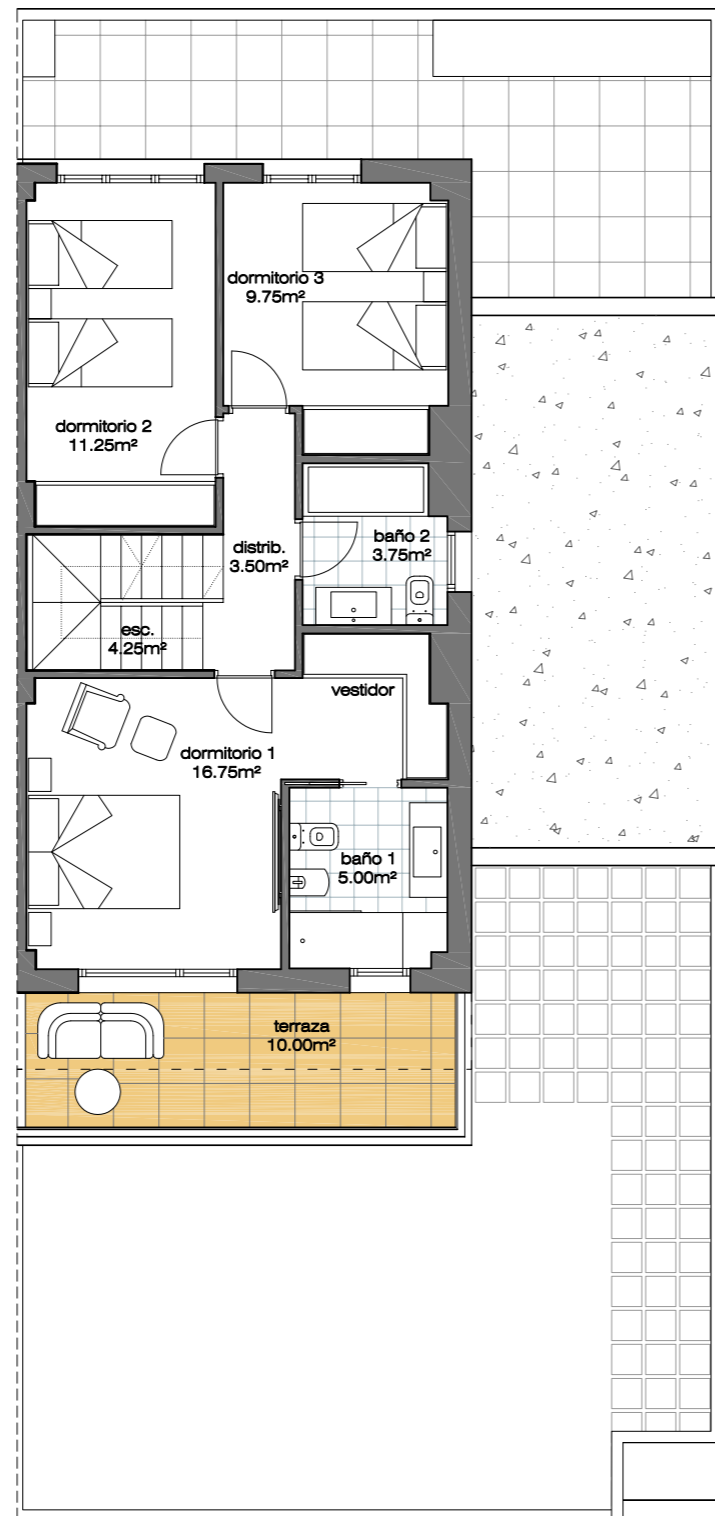 dormitorio 3
9.75m²
dormitorio 2
11.25m²
distrib.
3.50m²
baño 2
3.75m²
esc.
4.25m²
vestidor
dormitorio 1
16.75m²
baño 1
5.00m²
terraza
10.00m²